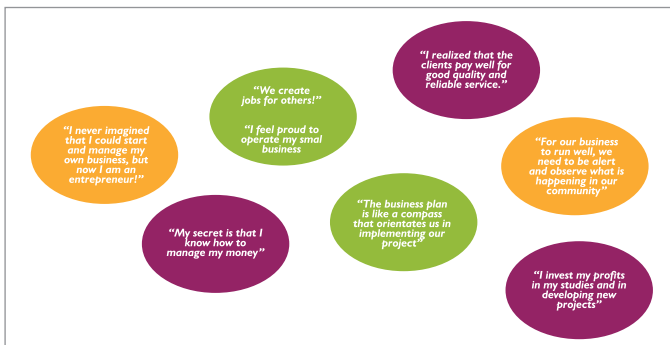 “I realized that the
clients pay well for
good quality and
reliable service.”
“We create
jobs for others!”
“I feel proud to
operate my smal
business
“I never imagined
that I could start
and manage my
own business, but
now I am an
entrepreneur!”
“For our business
to run well, we
need to be alert
and observe what is
happening in our
community”
“The business plan
is like a compass
that orientates us in
implementing our
project”
“My secret is that I
know how to
manage my money”
“I invest my profits
in my studies and in
developing new
projects”